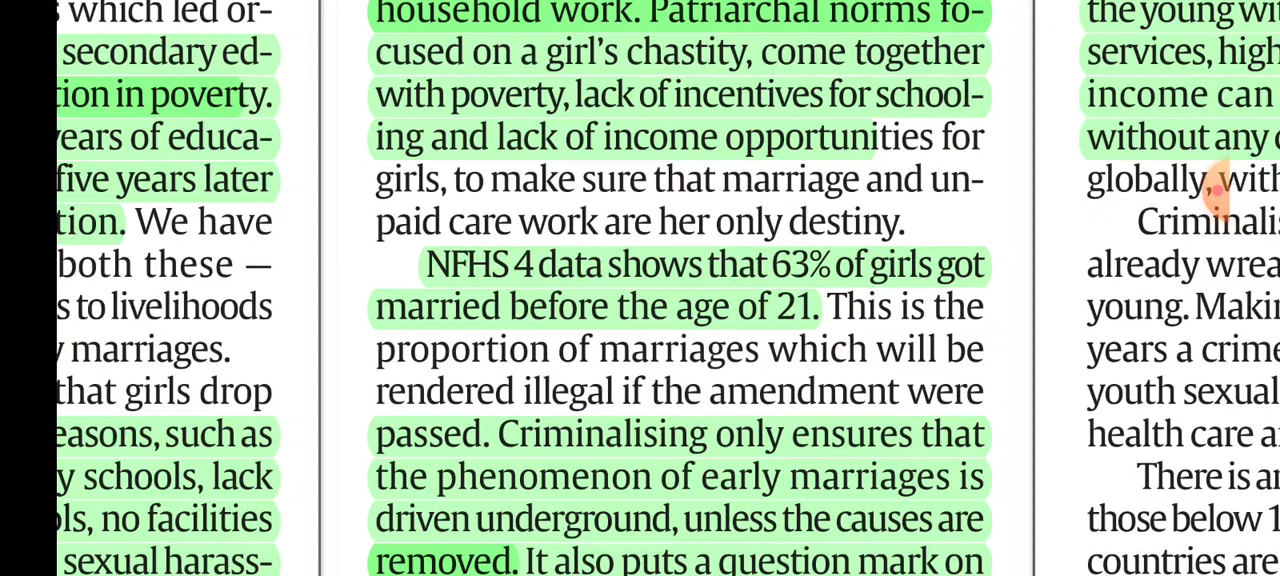 which led or-
secondary ed-
tion in poverty.
years of educa-
five years later
tion. We have
both these —
s to livelihoods
y marriages.
that girls drop
easons, such as
y schools, lack
ols, no facilities
sexual harass-
household work. Patriarchal norms fo-
cused on a girl's chastity, come together
with poverty, lack of incentives for school-
ing and lack of income opportunities for
girls, to make sure that marriage and un-
paid care work are her only destiny.
NFHS 4 data shows that 63% of girls got
married before the age of 21. This is the
proportion of marriages which will be
rendered illegal if the amendment were
passed. Criminalising only ensures that
the phenomenon of early marriages is
driven underground, unless the causes are
removed. It also puts a question mark on
the young wi
services, high
income can
without any
globally, with
Criminalis
already wrea
young. Makin
years a crime
youth sexual
health care a
There is an
those below 1
countries are